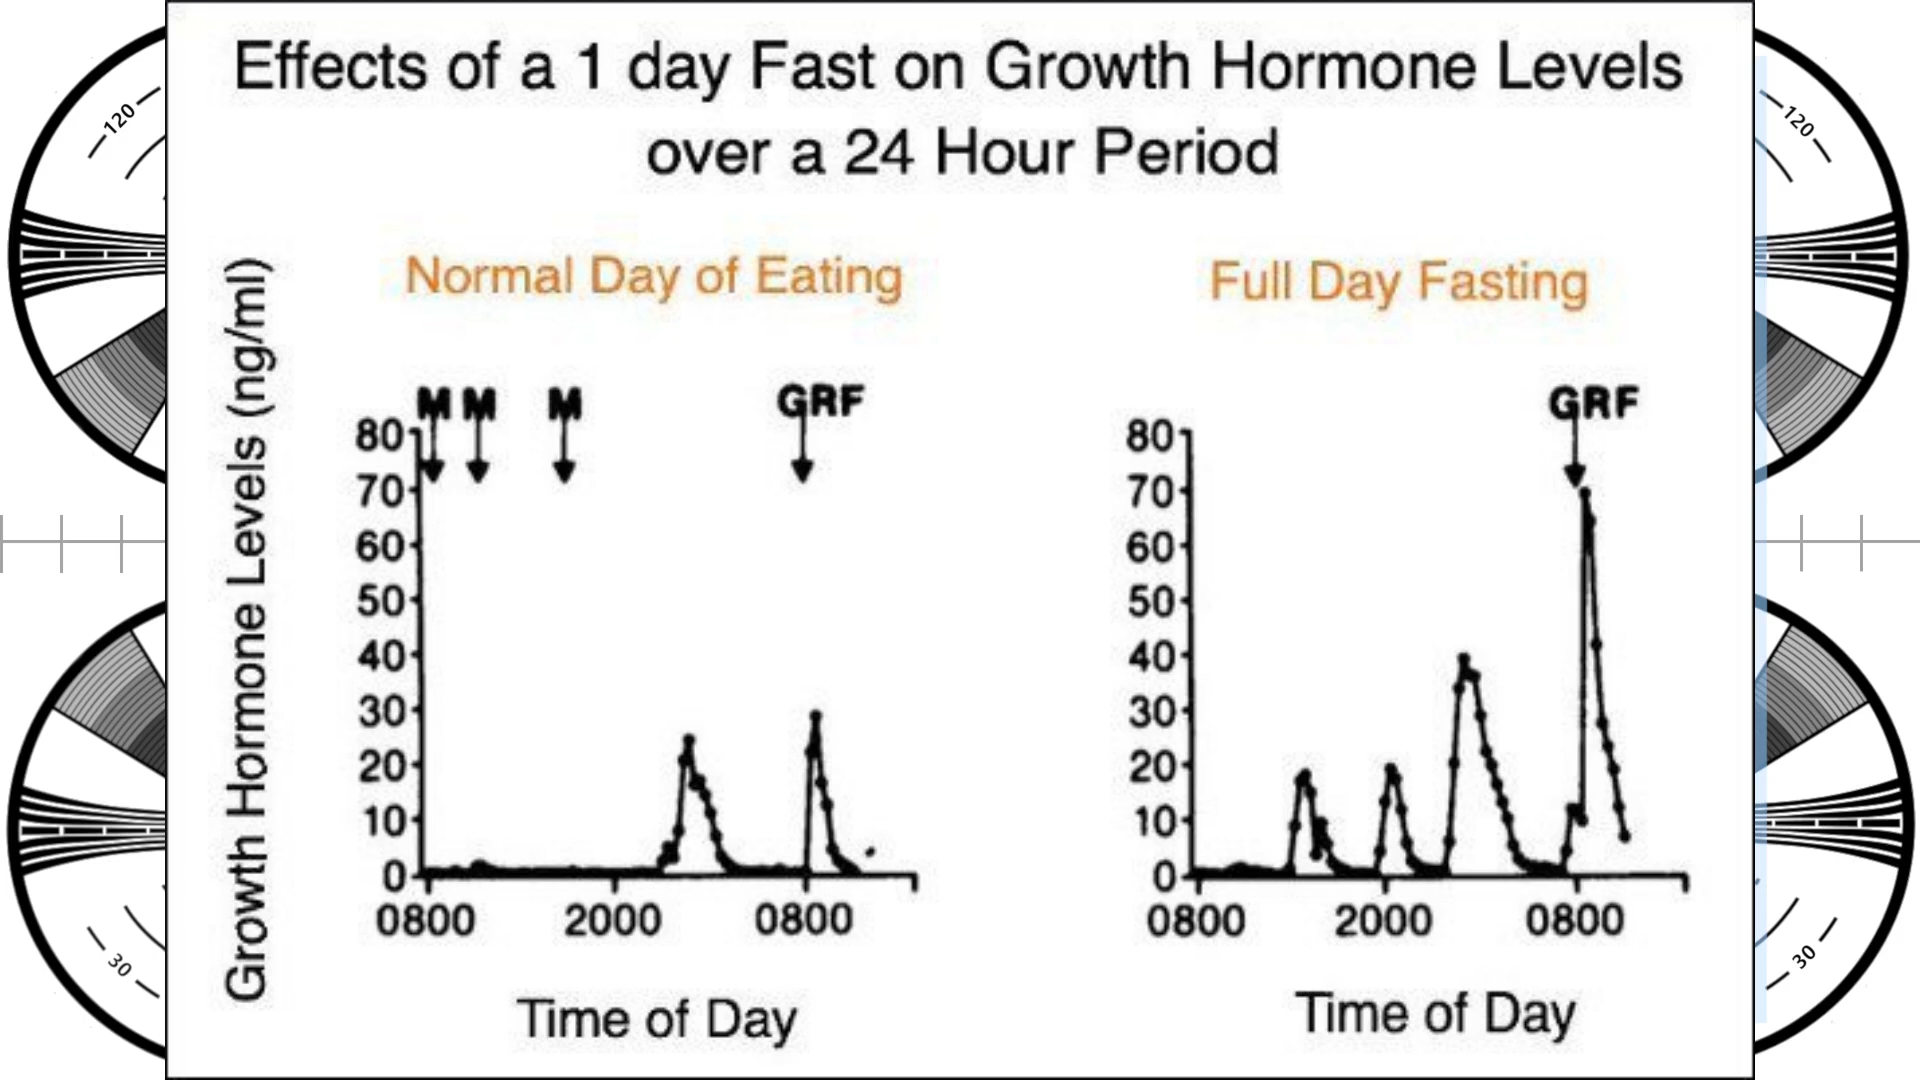 Effects of a 1 day Fast on Growth Hormone Levels
over a 24 Hour Period
Normal Day of Eating
Full Day Fasting
Growth Hormone Levels (ng/ml)
M M M GRF
80
70
60
50
40
30
20
10
0
0800 2000 0800
Time of Day
GRF
80
70
60
50
40
30
20
10
0
0800 2000 0800
Time of Day
120
120
30
30